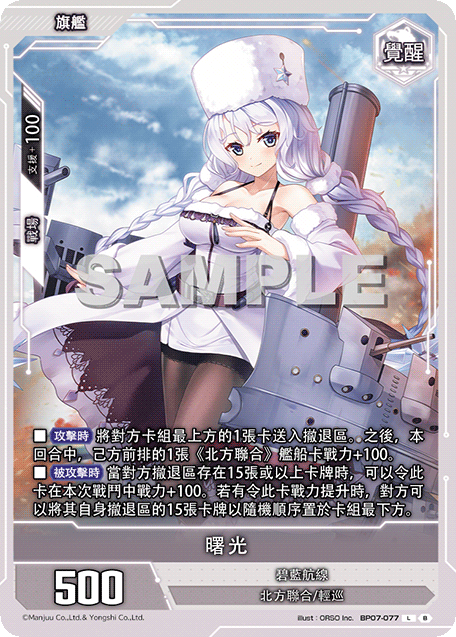 旗艦
覺醒
支援+ 100
戰場
SAMPLE
■ 攻擊時 將對方卡組最上方的1張卡送入撤退區。之後，本
回合中，己方前排的1張《北方聯合》艦船卡戰力+100。
■ 被攻擊時 當對方撤退區存在15張或以上卡牌時，可以令此
卡在本次戰鬥中戰力+100。若有令此卡戰力提升時，對方可
以將其自身撤退區的15張卡牌以隨機順序置於卡組最下方。
曙光
500
碧藍航線
北方聯合/輕巡
©Manjuu Co.,Ltd. & Yongshi Co.,Ltd.
illust : ORSO Inc. BP07-077 L 8